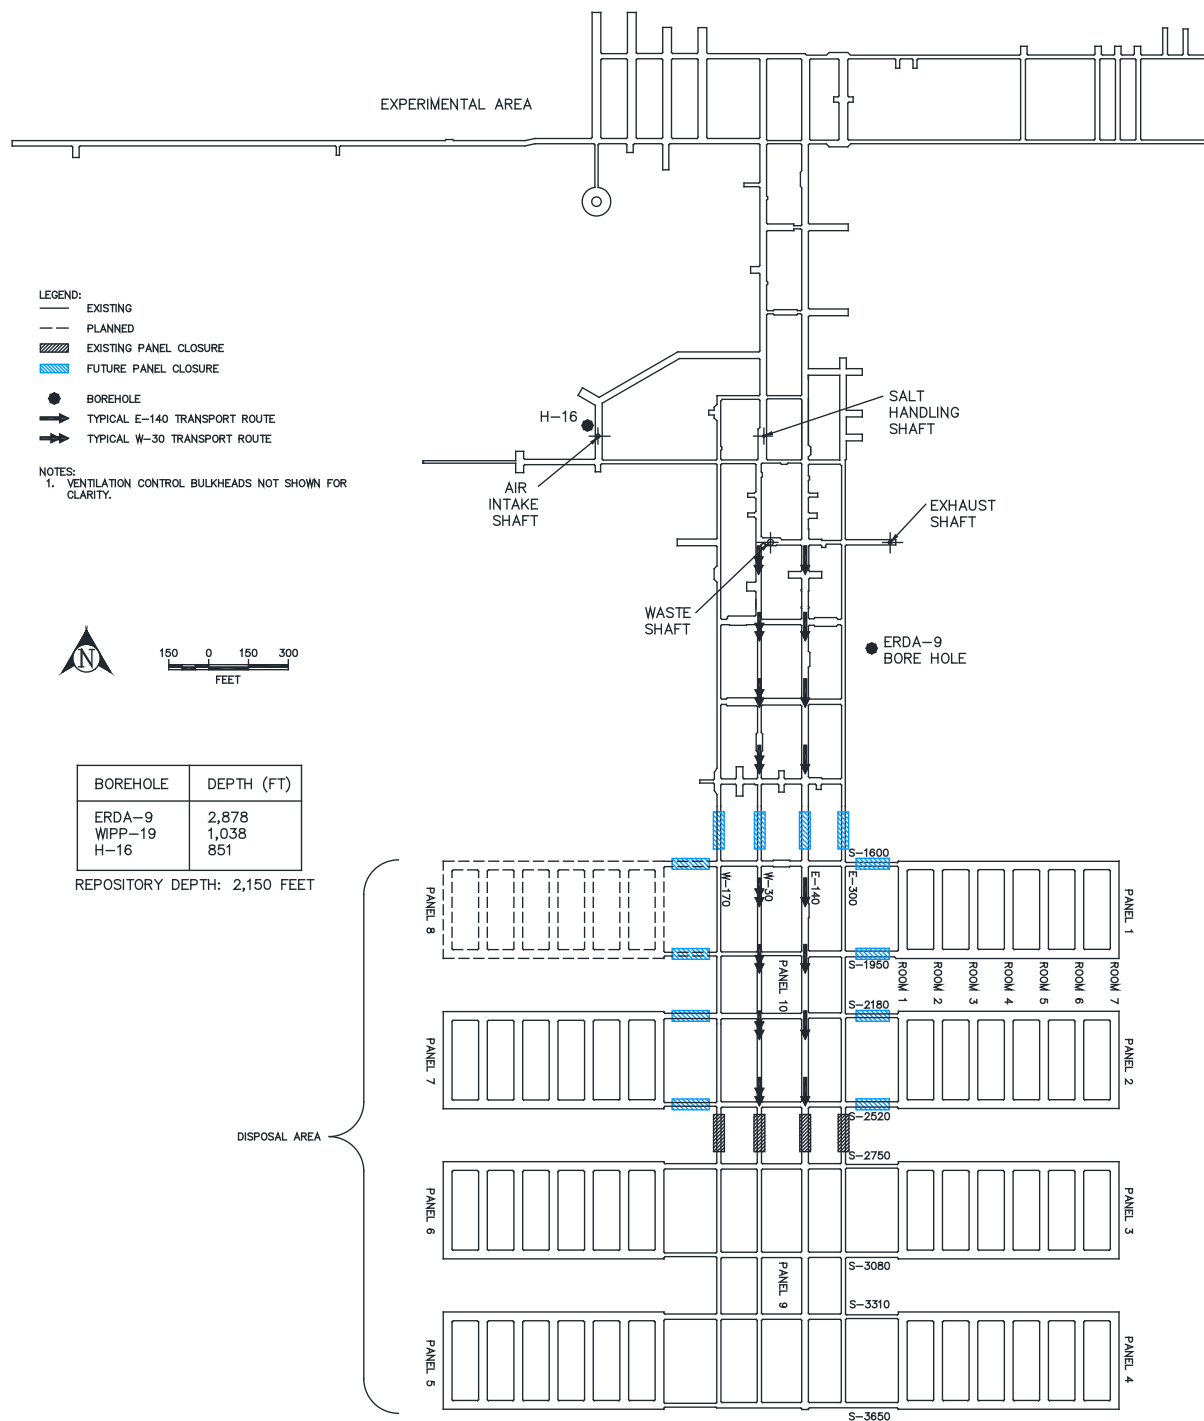 EXPERIMENTAL AREA
LEGEND:
EXISTING
PLANNED
EXISTING PANEL CLOSURE
FUTURE PANEL CLOSURE
BOREHOLE
TYPICAL E-140 TRANSPORT ROUTE
TYPICAL W-30 TRANSPORT ROUTE
NOTES:
1. VENTILATION CONTROL BULKHEADS NOT SHOWN FOR
CLARITY.
H-16
SALT
HANDLING
SHAFT
AIR
INTAKE
SHAFT
EXHAUST
SHAFT
WASTE
SHAFT
ERDA-9
BORE HOLE
N
150 0 150 300
FEET
BOREHOLE DEPTH (FT)
ERDA-9 2,878
WIPP-19 1,038
H-16 851
REPOSITORY DEPTH: 2,150 FEET
S-1600
W-170
W-30
E-140
E-300
PANEL 8
PANEL 1
S-1950
PANEL 10
ROOM 1
ROOM 2
ROOM 3
ROOM 4
ROOM 5
ROOM 6
ROOM 7
S-2180
PANEL 7
PANEL 2
S-2520
DISPOSAL AREA
S-2750
PANEL 6
PANEL 3
S-3080
PANEL 9
S-3310
PANEL 5
PANEL 4
S-3650